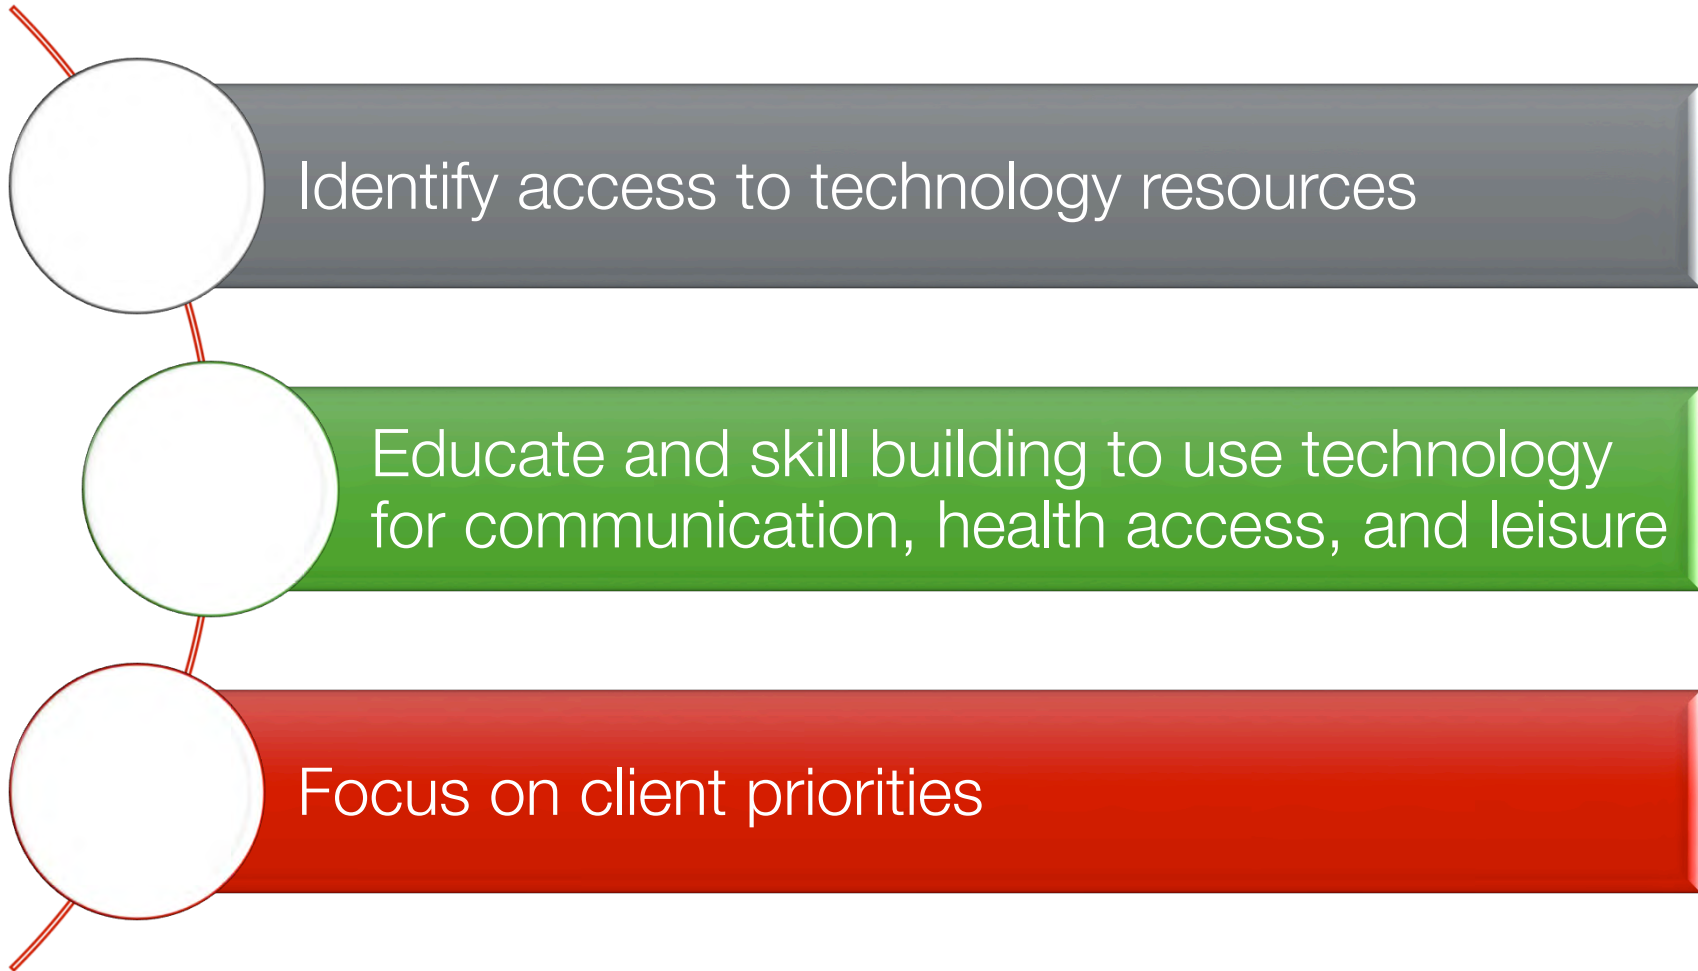 Identify access to technology resources
Educate and skill building to use technology
for communication, health access, and leisure
Focus on client priorities